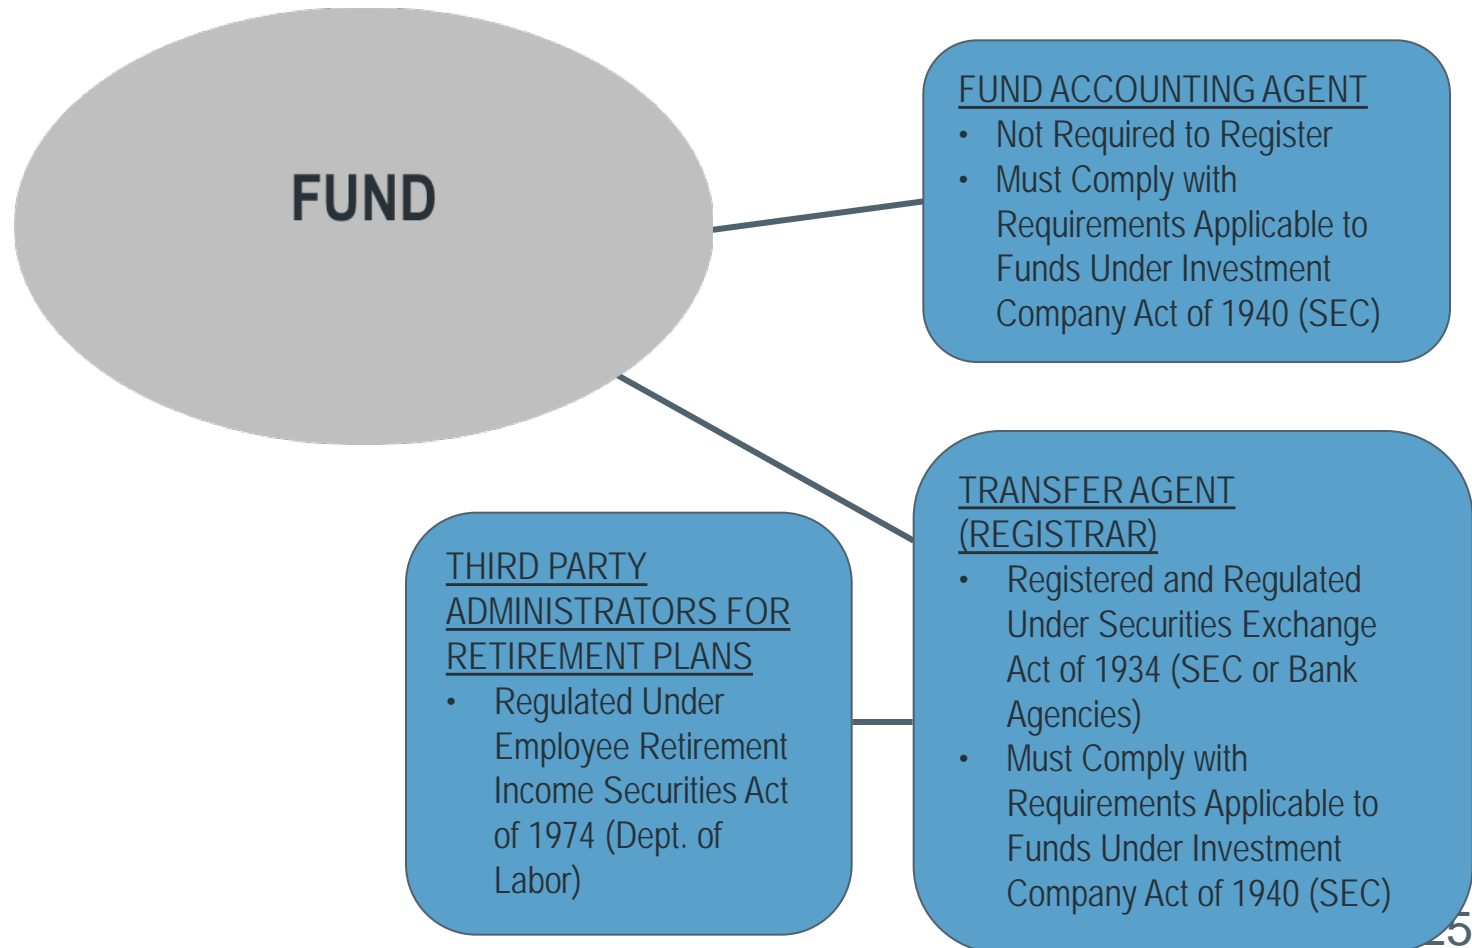 FUND
FUND ACCOUNTING AGENT
• Not Required to Register
• Must Comply with
Requirements Applicable to
Funds Under Investment
Company Act of 1940 (SEC)
THIRD PARTY
ADMINISTRATORS FOR
RETIREMENT PLANS
• Regulated Under
Employee Retirement
Income Securities Act
of 1974 (Dept. of
Labor)
TRANSFER AGENT
(REGISTRAR)
• Registered and Regulated
Under Securities Exchange
Act of 1934 (SEC or Bank
Agencies)
• Must Comply with
Requirements Applicable to
Funds Under Investment
Company Act of 1940 (SEC)